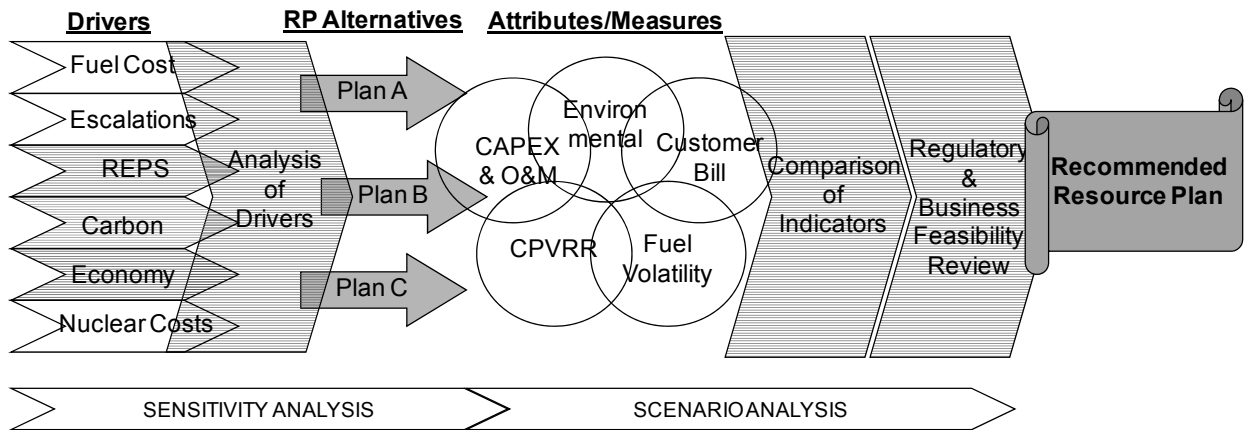 Drivers
RP Alternatives
Attributes/Measures
Fuel Cost
Escalations
REPS
Carbon
Economy
Nuclear Costs
Analysis
of
Drivers
Plan A
Plan B
Plan C
Environ
mental
CAPEX
& O&M
Customer
Bill
CPVRR
Fuel
Volatility
Comparison
of
Indicators
Regulatory
&
Business
Feasibility
Review
Recommended
Resource Plan
SENSITIVITY ANALYSIS
SCENARIO ANALYSIS